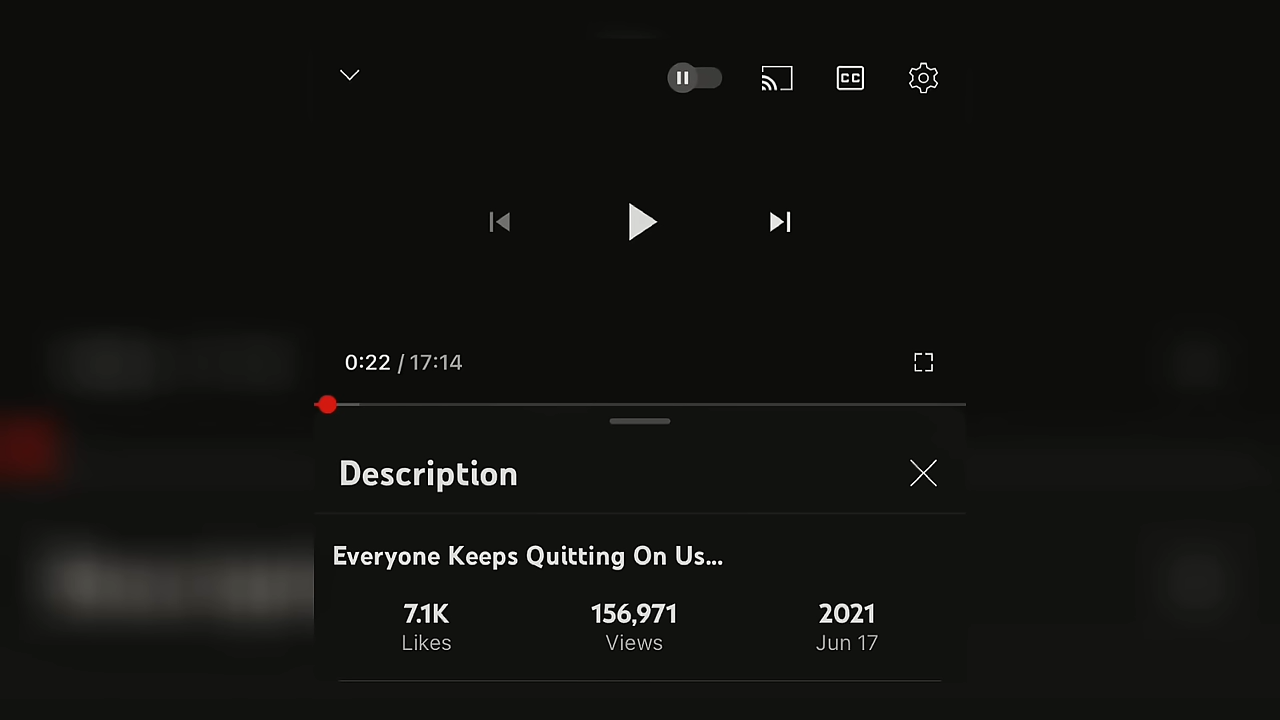 CC
0:22 / 17:14
Description
Everyone Keeps Quitting On Us...
7.1K 156,971 2021
Likes Views Jun 17